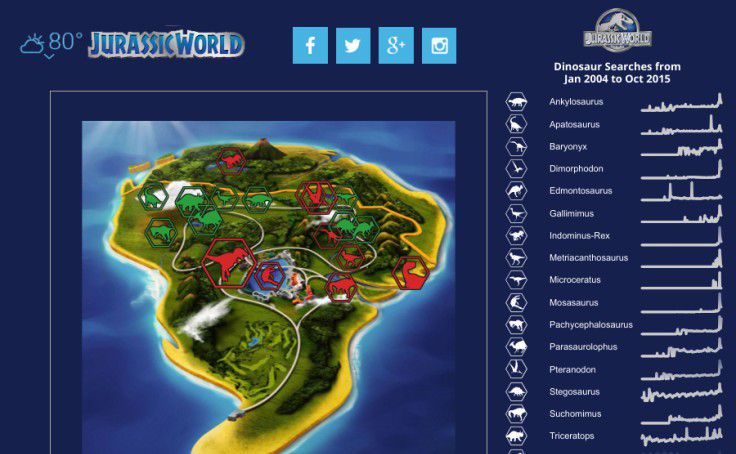 80°
JURASSIC WORLD
f
g+
JURASSIC WORLD
Dinosaur Searches from
Jan 2004 to Oct 2015
Ankylosaurus
Apatosaurus
Baryonyx
Dimorphodon
Edmontosaurus
Gallimimus
Indominus-Rex
Metriacanthosaurus
Microceratus
Mosasaurus
Pachycephalosaurus
Parasaurolophus
Pteranodon
Stegosaurus
Suchomimus
Triceratops